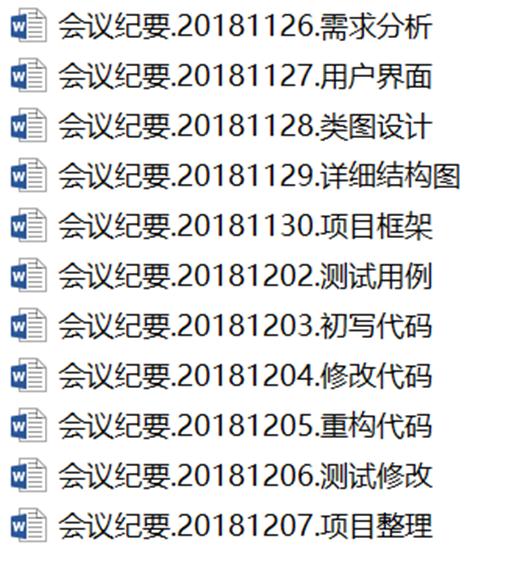 会议纪要.20181126.需求分析
会议纪要.20181127.用户界面
会议纪要.20181128.类图设计
会议纪要.20181129.详细结构图
会议纪要.20181130.项目框架
会议纪要.20181202.测试用例
会议纪要.20181203.初写代码
会议纪要.20181204.修改代码
会议纪要.20181205.重构代码
会议纪要.20181206.测试修改
会议纪要.20181207.项目整理